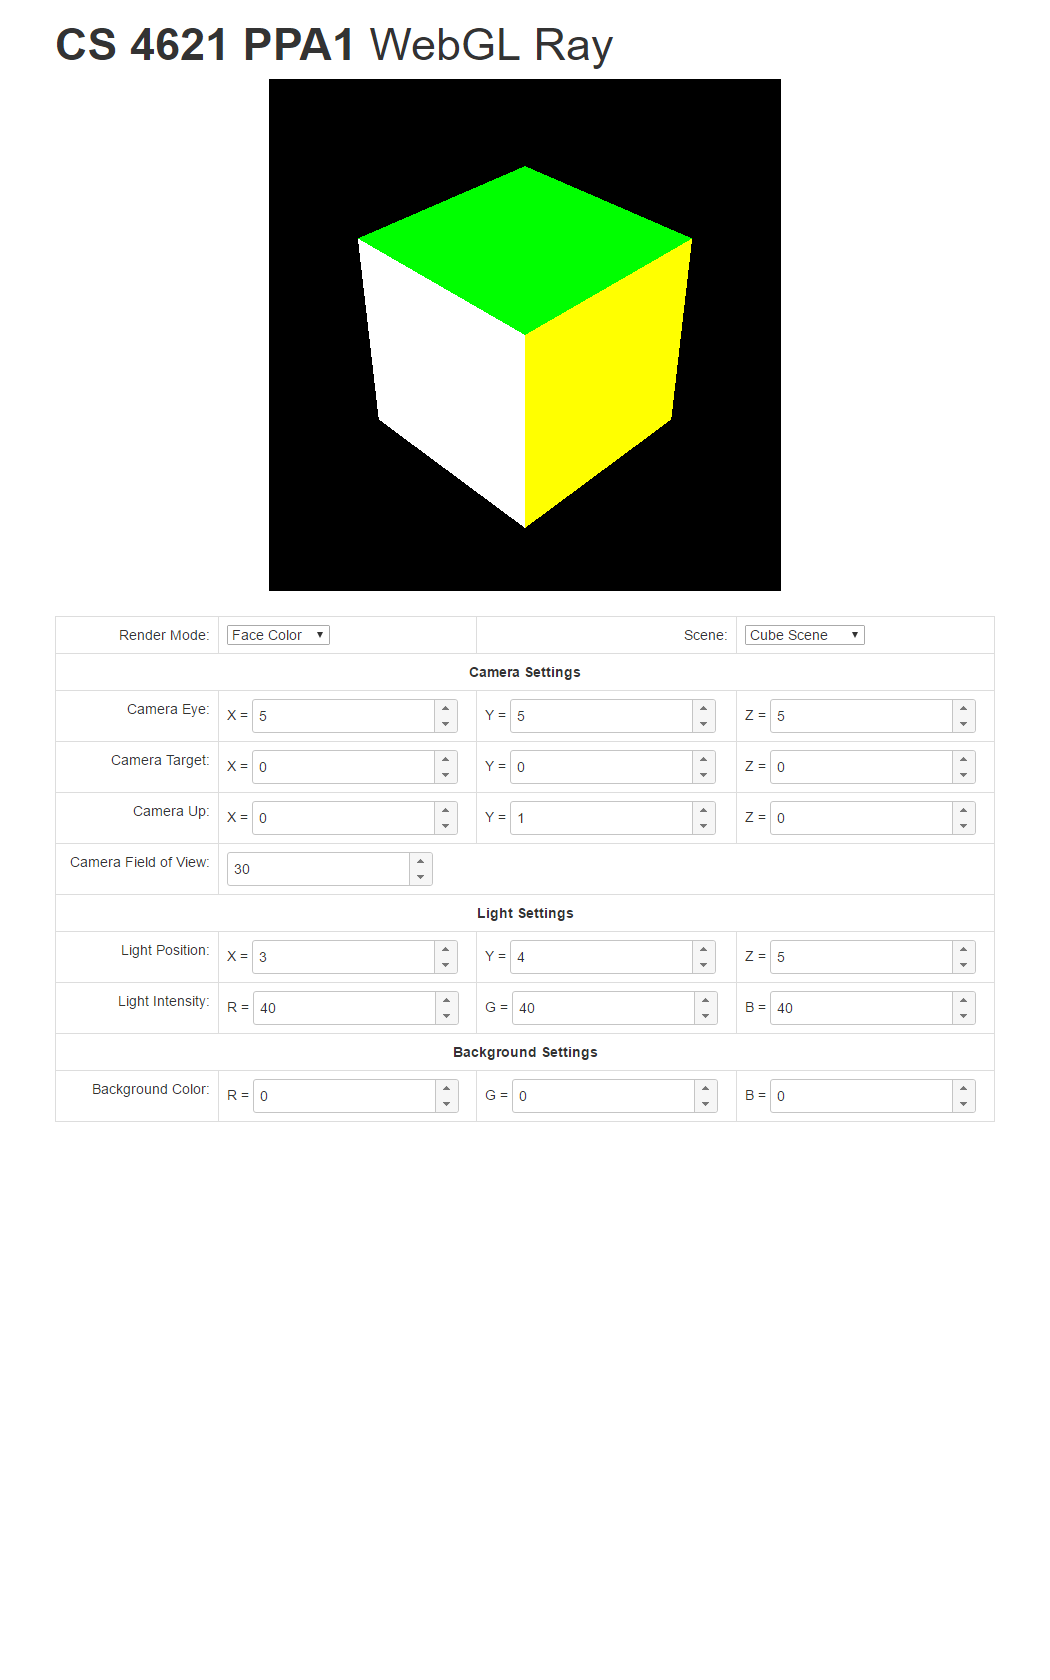 CS 4621 PPA1 WebGL Ray
Render Mode: Face Color Scene: Cube Scene
Camera Settings
Camera Eye: X = 5 Y = 5 Z = 5
Camera Target: X = 0 Y = 0 Z = 0
Camera Up: X = 0 Y = 1 Z = 0
Camera Field of View: 30
Light Settings
Light Position: X = 3 Y = 4 Z = 5
Light Intensity: R = 40 G = 40 B = 40
Background Settings
Background Color: R = 0 G = 0 B = 0